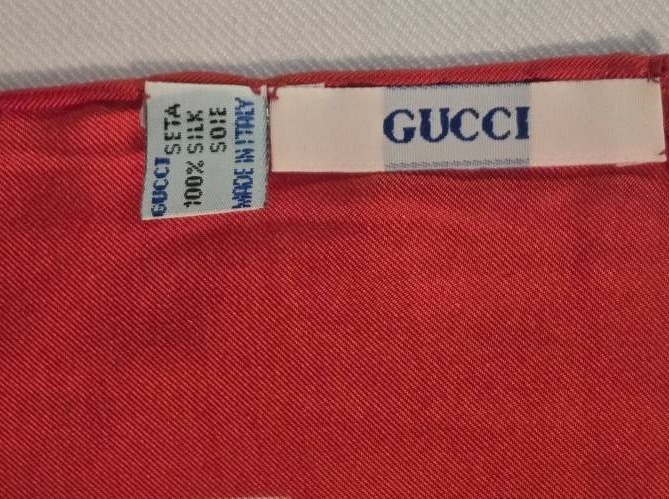 GUCCI
SETA
100% SILK
SOIE
MADE IN ITALY
GUCCI